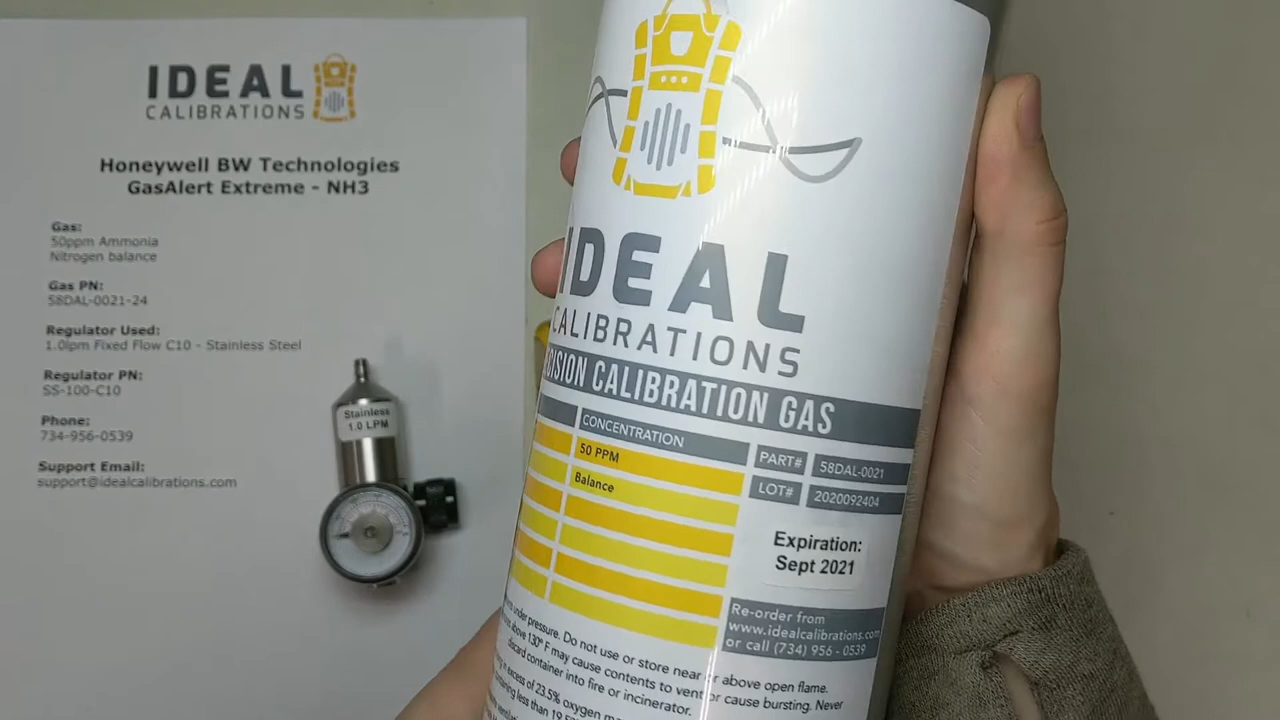 IDEAL
CALIBRATIONS
Honeywell BW Technologies
GasAlert Extreme - NH3
Gas:
50ppm Ammonia
Nitrogen balance
Gas PN:
58DAL-0021-24
Regulator Used:
1.0lpm Fixed Flow C10 - Stainless Steel
Regulator PN:
SS-100-C10
Phone:
734-956-0539
Support Email:
support@idealcalibrations.com
Stainless
1.0 LPM
IDEAL
CALIBRATIONS
CISION CALIBRATION GAS
CONCENTRATION
50 PPM
Balance
PART# 58DAL-0021
LOT# 2020092404
Expiration:
Sept 2021
Re-order from
www.idealcalibrations.com
or call (734) 956 - 0539
under pressure. Do not use or store near or above open flame.
above 130° F may cause contents to vent or cause bursting. Never
discard container into fire or incinerator.
in excess of 23.5% oxygen
less than 19.5